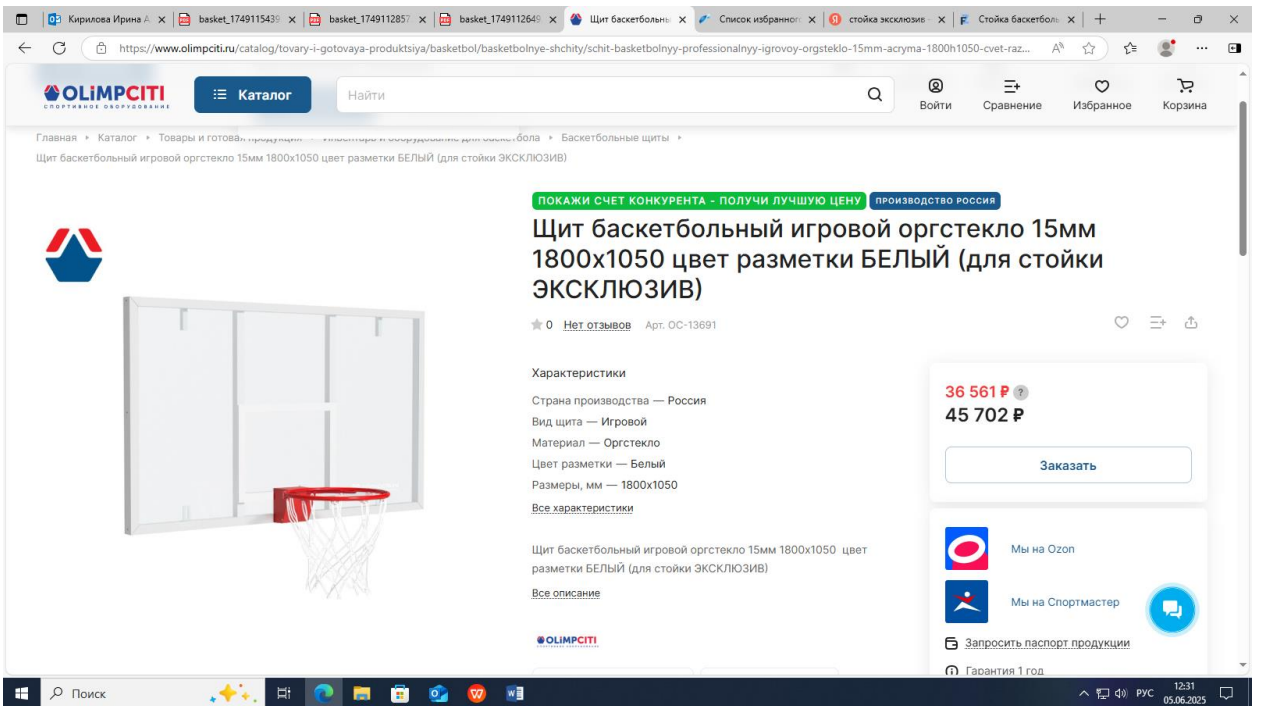 Кирилова Ирина А
basket_1749115439
basket_1749112857
basket_1749112649
Щит баскетбольнь
Список избранного
стойка эксклюзив -
Стойка баскетболь
https://www.olimpciti.ru/catalog/tovary-i-gotovaya-produktsiya/basketbol/basketbolnye-shchity/schit-basketbolnyy-professionalnyy-igrovoy-orgsteklo-15mm-acryma-1800h1050-cvet-raz...
OLIMPCITI
СПОРТИВНОЕ ОБОРУДОВАНИЕ
Каталог
Найти
Войти
Сравнение
Избранное
Корзина
Главная
Каталог
Товары и готовая продукция
Инвентарь и оборудование для баскетбола
Баскетбольные щиты
Щит баскетбольный игровой оргстекло 15мм 1800х1050 цвет разметки БЕЛЫЙ (для стойки ЭКСКЛЮЗИВ)
ПОКАЖИ СЧЕТ КОНКУРЕНТА - ПОЛУЧИ ЛУЧШУЮ ЦЕНУ
ПРОИЗВОДСТВО РОССИЯ
Щит баскетбольный игровой оргстекло 15мм
1800х1050 цвет разметки БЕЛЫЙ (для стойки
ЭКСКЛЮЗИВ)
0 Нет отзывов Арт. ОС-13691
Характеристики
Страна производства — Россия
Вид щита — Игровой
Материал — Оргстекло
Цвет разметки — Белый
Размеры, мм — 1800х1050
Все характеристики
Щит баскетбольный игровой оргстекло 15мм 1800х1050 цвет
разметки БЕЛЫЙ (для стойки ЭКСКЛЮЗИВ)
Все описание
OLIMPCITI
36 561 ₽ ?
45 702 ₽
Заказать
Мы на Ozon
Мы на Спортмастер
Запросить паспорт продукции
Гарантия 1 год
Поиск
РУС
12:31
05.06.2025